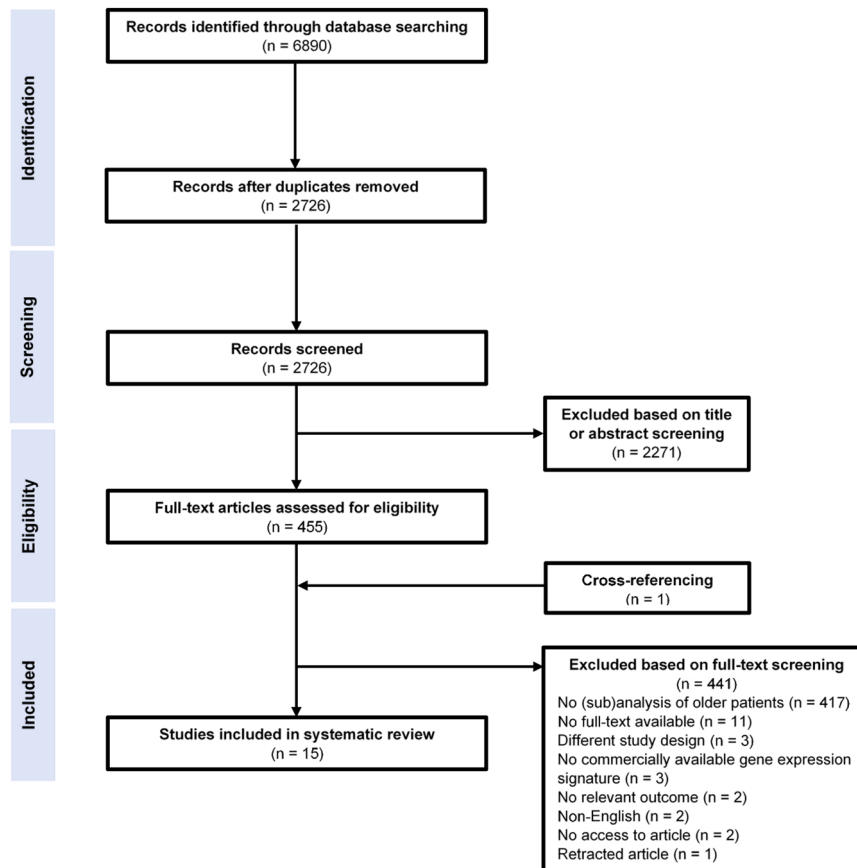 Identification
Records identified through database searching
(n = 6890)
Records after duplicates removed
(n = 2726)
Screening
Records screened
(n = 2726)
Excluded based on title
or abstract screening
(n = 2271)
Eligibility
Full-text articles assessed for eligibility
(n = 455)
Cross-referencing
(n = 1)
Included
Excluded based on full-text screening
(n = 441)
No (sub)analysis of older patients (n = 417)
No full-text available (n = 11)
Different study design (n = 3)
No commercially available gene expression
signature (n = 3)
No relevant outcome (n = 2)
Non-English (n = 2)
No access to article (n = 2)
Retracted article (n = 1)
Studies included in systematic review
(n = 15)